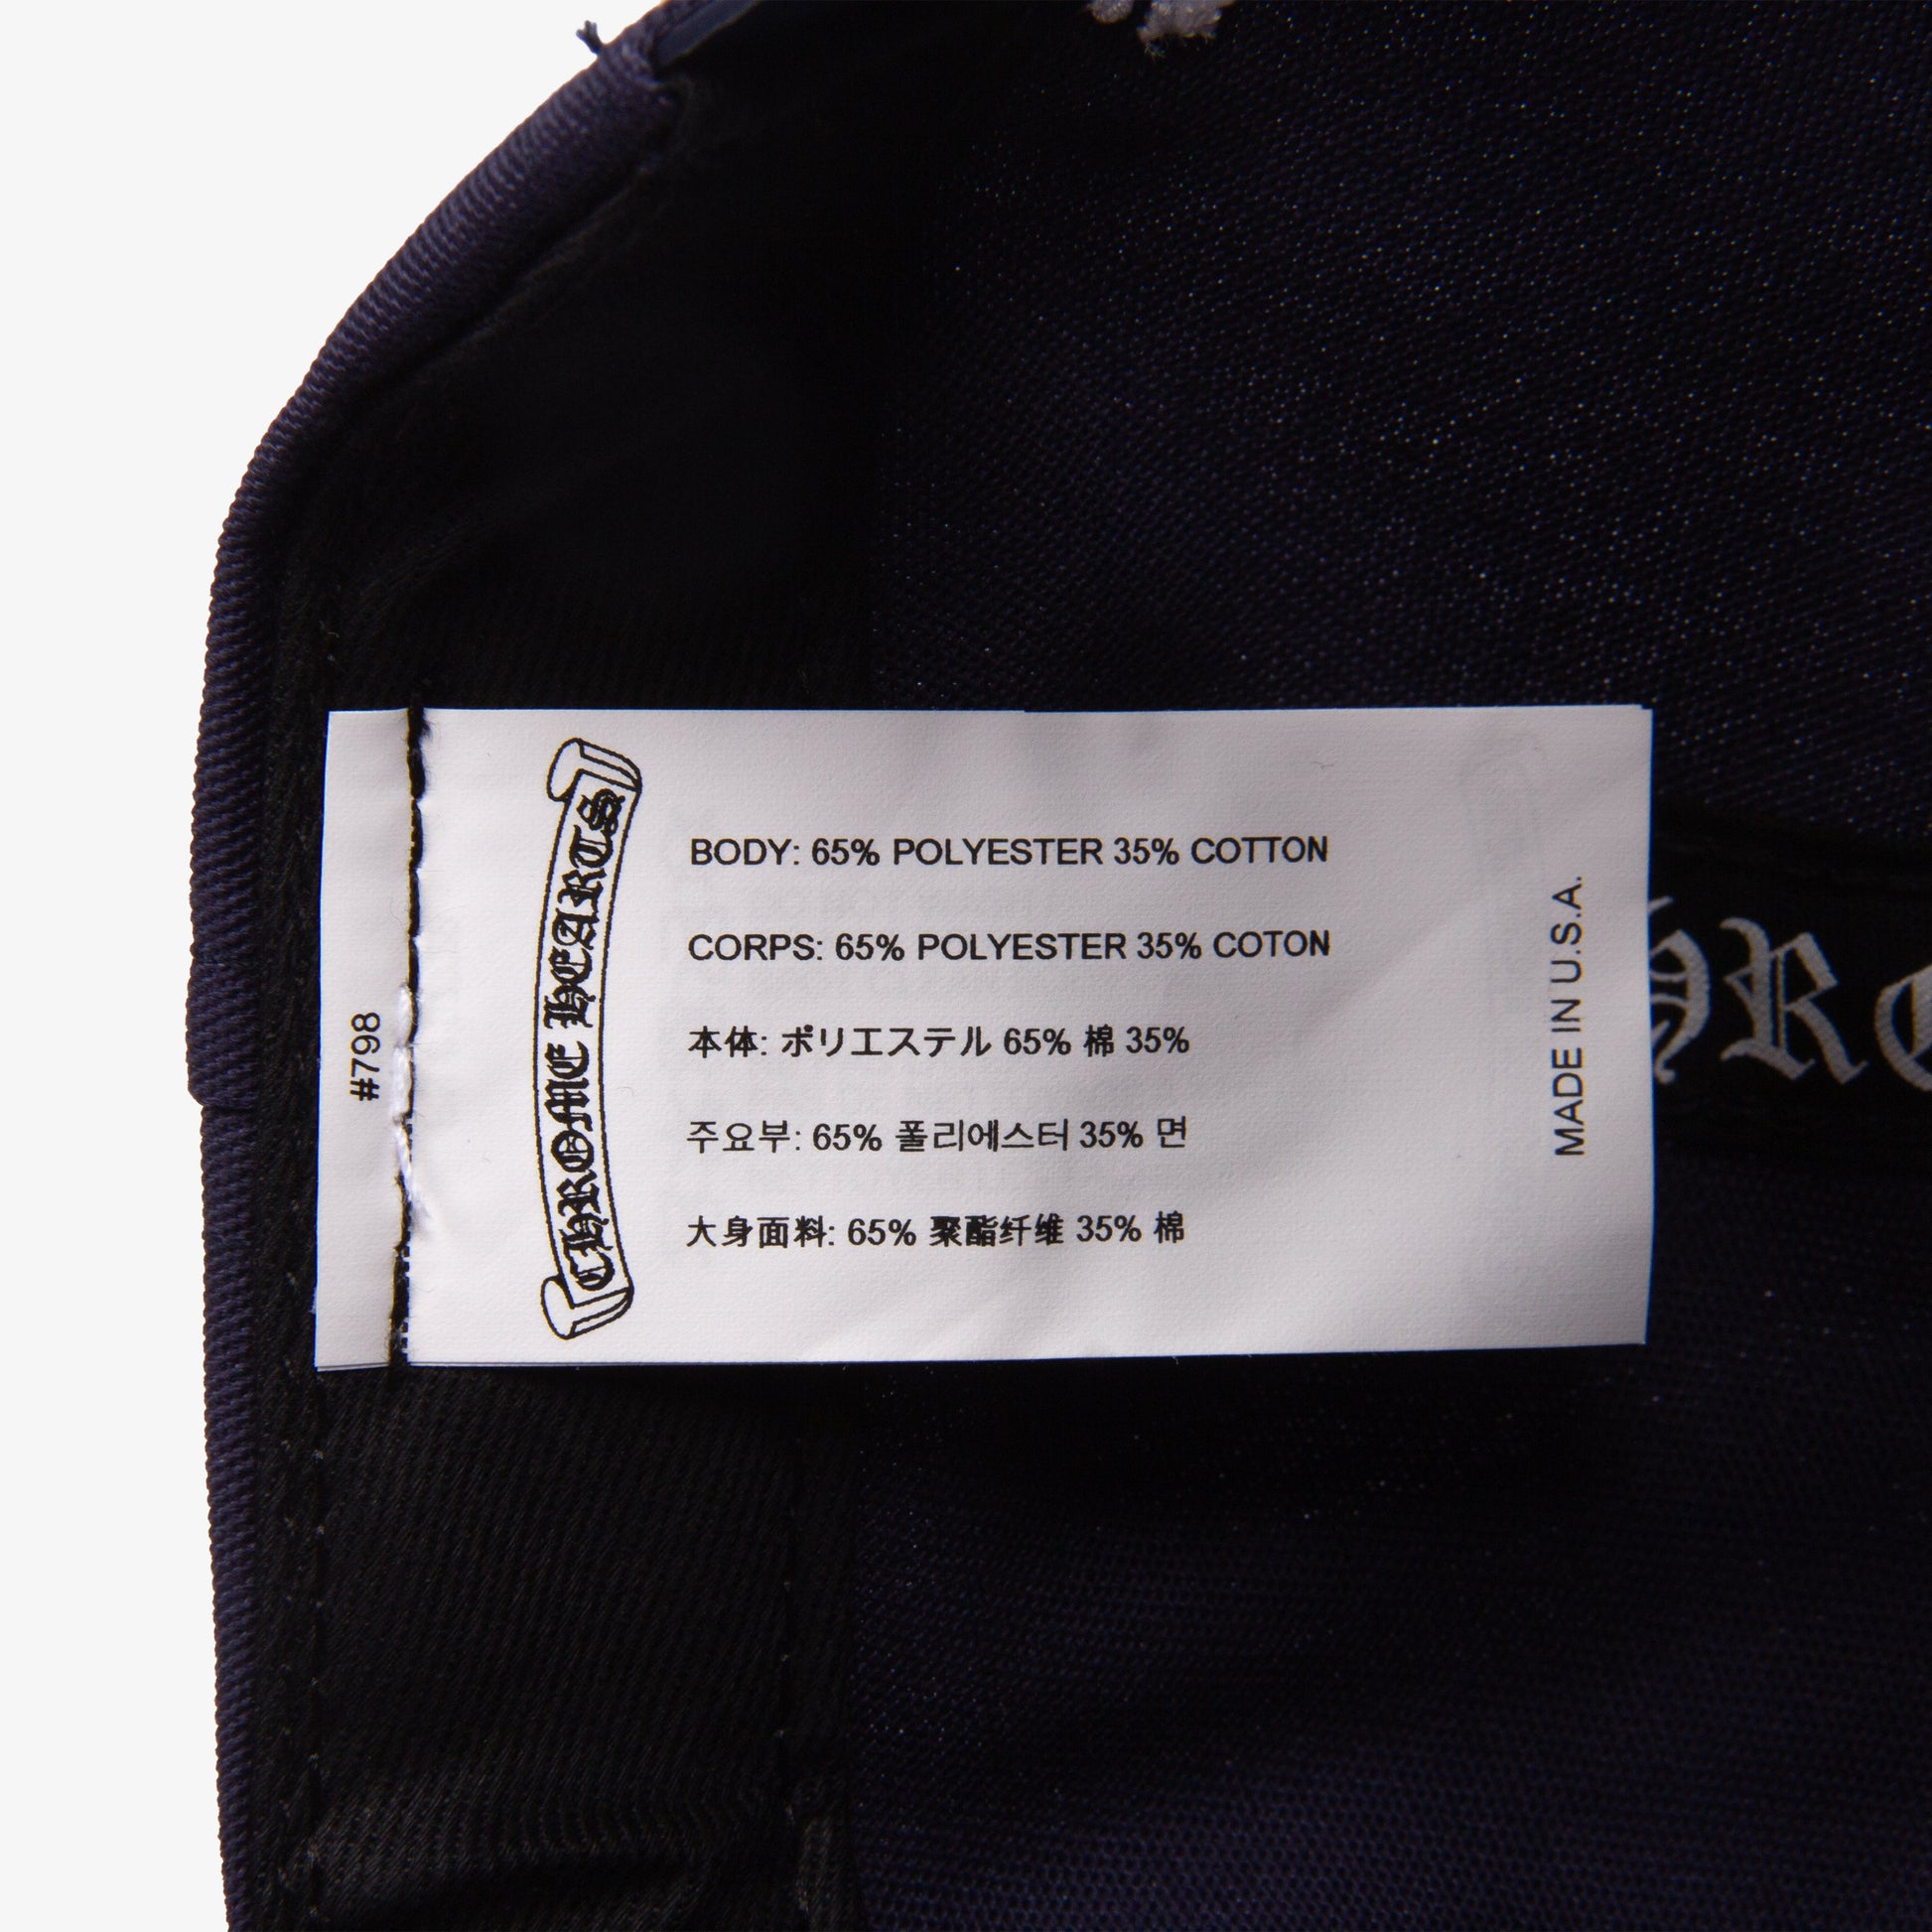 #798
CHROME HEARTS
BODY: 65% POLYESTER 35% COTTON
CORPS: 65% POLYESTER 35% COTON
本体: ポリエステル 65% 棉 35%
주요부: 65% 폴리에스터 35% 면
大身面料: 65% 聚酯纤维 35% 棉
MADE IN U.S.A.